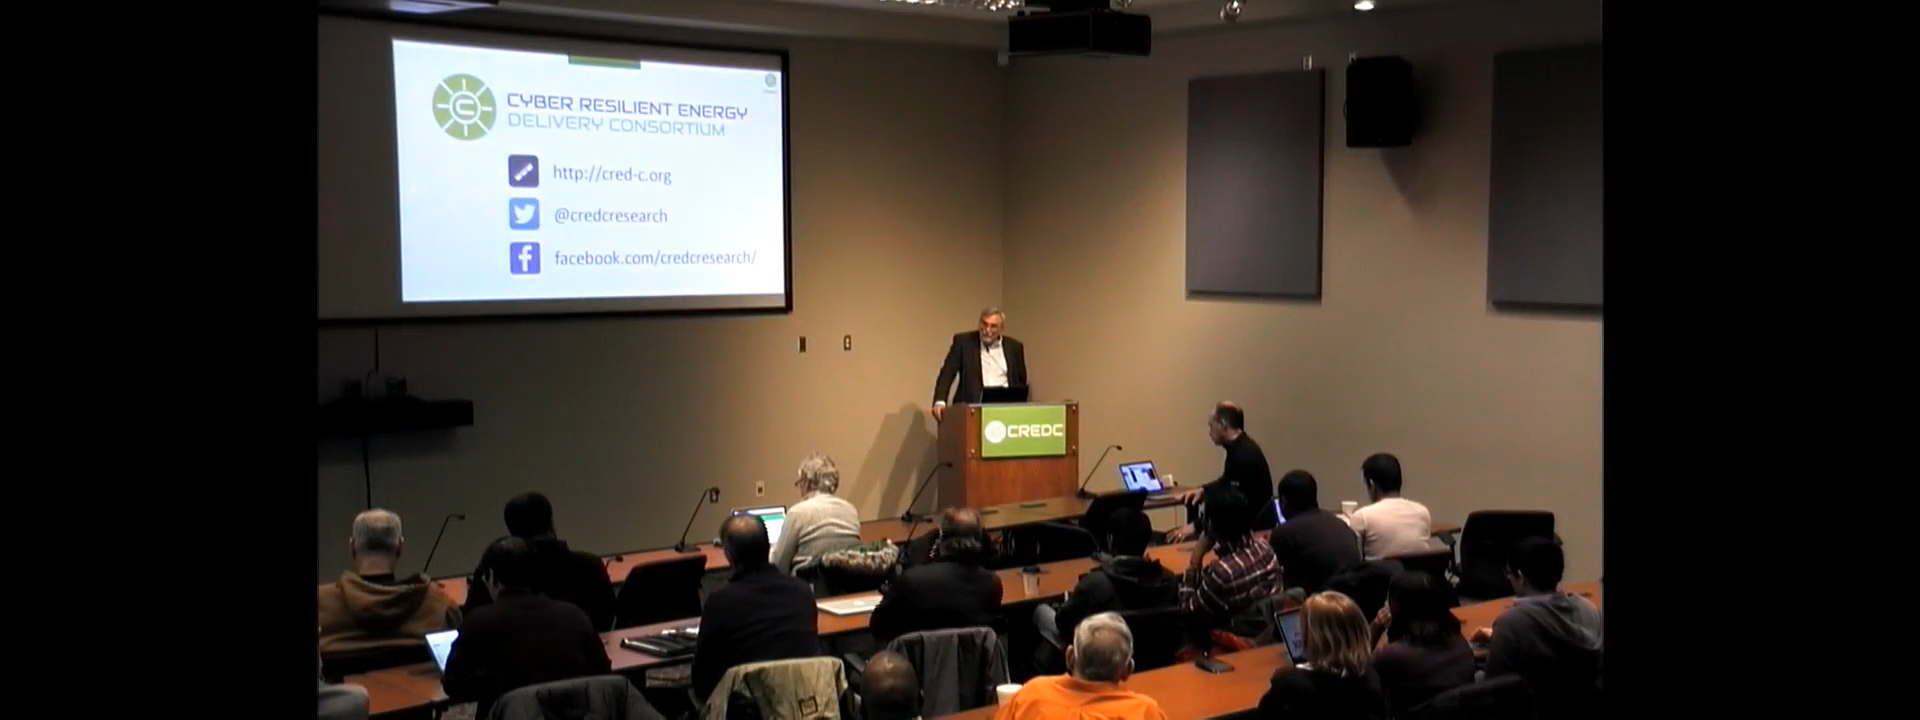 CYBER RESILIENT ENERGY
DELIVERY CONSORTIUM
http://cred-c.org
@credcresearch
facebook.com/credcresearch/
CREDC